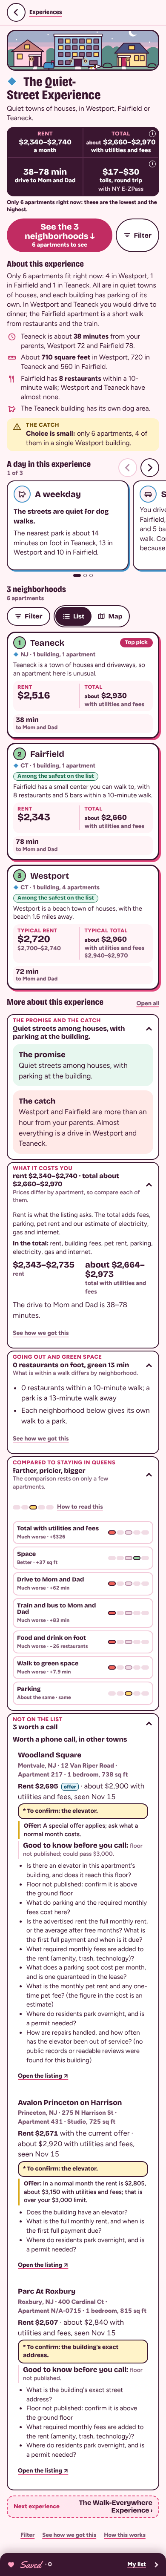 Experiences
The Quiet-
Street Experience
Quiet towns of houses, in Westport, Fairfield or
Teaneck.
RENT
$2,340–$2,740
a month
TOTAL
about $2,660–$2,970
with utilities and fees
38–78 min
drive to Mom and Dad
$17–$30
tolls, round trip
with NY E-ZPass
Only 6 apartments fit right now: these are the lowest and the
highest.
See the 3
neighborhoods ↓
6 apartments to see
Filter
About this experience
Only 6 apartments fit right now: 4 in Westport, 1
in Fairfield and 1 in Teaneck. All are in quiet towns
of houses, and each building has parking of its
own. In Westport and Teaneck you would drive to
dinner; the Fairfield apartment is a short walk
from restaurants and the train.
Teaneck is about 38 minutes from your
parents, Westport 72 and Fairfield 78.
About 710 square feet in Westport, 720 in
Teaneck and 560 in Fairfield.
Fairfield has 8 restaurants within a 10-
minute walk; Westport and Teaneck have
almost none.
The Teaneck building has its own dog area.
THE CATCH
Choice is small: only 6 apartments, 4 of
them in a single Westport building.
A day in this experience
1 of 3
A weekday
The streets are quiet for dog
walks.
The nearest park is about 14
minutes on foot in Teaneck, 13 in
Westport and 10 in Fairfield.
3 neighborhoods
6 apartments
Filter
List
Map
1
Teaneck
Top pick
NJ · 1 building, 1 apartment
Teaneck is a town of houses and driveways, so
an apartment here is unusual.
RENT
$2,516
TOTAL
about $2,930
with utilities and fees
38 min
to Mom and Dad
2
Fairfield
CT · 1 building, 1 apartment
Among the safest on the list
Fairfield has a small center you can walk to, with
8 restaurants and 5 bars within a 10-minute walk.
RENT
$2,343
TOTAL
about $2,660
with utilities and fees
78 min
to Mom and Dad
3
Westport
CT · 1 building, 4 apartments
Among the safest on the list
Westport is a beach town of houses, with the
beach 1.6 miles away.
TYPICAL RENT
$2,720
$2,700–$2,740
TYPICAL TOTAL
about $2,960
with utilities and fees
$2,940–$2,970
72 min
to Mom and Dad
More about this experience
Open all
THE PROMISE AND THE CATCH
Quiet streets among houses, with
parking at the building.
The promise
Quiet streets among houses, with
parking at the building.
The catch
Westport and Fairfield are more than an
hour from your parents. Almost
everything is a drive in Westport and
Teaneck.
WHAT IT COSTS YOU
rent $2,340–$2,740 · total about
$2,660–$2,970
Prices differ by apartment, so compare each of
them.
Rent is what the listing asks. The total adds fees,
parking, pet rent and our estimate of electricity,
gas and internet.
In the total: rent, building fees, pet rent, parking,
electricity, gas and internet.
$2,343–$2,735
rent
about $2,664–
$2,973
total with utilities and
fees
The drive to Mom and Dad is 38–78
minutes.
See how we got this
GOING OUT AND GREEN SPACE
0 restaurants on foot, green 13 min
What is within a walk differs by neighborhood.
0 restaurants within a 10-minute walk; a
park is a 13-minute walk away
Each neighborhood below gives its own
walk to a park.
See how we got this
COMPARED TO STAYING IN QUEENS
farther, pricier, bigger
The comparison rests on only a few
apartments.
How to read this
Total with utilities and fees
Much worse · +$326
Space
Better · +37 sq ft
Drive to Mom and Dad
Much worse · +62 min
Train and bus to Mom and
Dad
Much worse · +83 min
Food and drink on foot
Much worse · -26 restaurants
Walk to green space
Much worse · +7.9 min
Parking
About the same · same
NOT ON THE LIST
3 worth a call
Worth a phone call, in other towns
Woodland Square
Montvale, NJ · 12 Van Riper Road ·
Apartment 217 · 1 bedroom, 738 sq ft
Rent $2,695 offer · about $2,900 with
utilities and fees, seen Nov 15
* To confirm: the elevator.
Offer: A special offer applies; ask what a
normal month costs.
Good to know before you call: floor
not published; could pass $3,000.
Is there an elevator in this apartment's
building, and does it reach this floor?
Floor not published: confirm it is above
the ground floor
What do parking and the required monthly
fees cost here?
Is the advertised rent the full monthly rent,
or the average after free months? What is
the first full payment and when is it due?
What required monthly fees are added to
the rent (amenity, trash, technology)?
What does a parking spot cost per month,
and is one guaranteed in the lease?
What is the monthly pet rent and any one-
time pet fee? (the figure in the cost is an
estimate)
Where do residents park overnight, and is
a permit needed?
How are repairs handled, and how often
has the elevator been out of service? (no
public records or readable reviews were
found for this building)
Open the listing ↗
Avalon Princeton on Harrison
Princeton, NJ · 275 N Harrison St ·
Apartment 431 · Studio, 725 sq ft
Rent $2,571 with the current offer ·
about $2,920 with utilities and fees,
seen Nov 15
* To confirm: the elevator.
Offer: In a normal month the rent is $2,805,
about $3,150 with utilities and fees; that is
over your $3,000 limit.
Does the building have an elevator?
What is the full monthly rent, and when is
the first full payment due?
Where do residents park overnight, and is
a permit needed?
Open the listing ↗
Parc At Roxbury
Roxbury, NJ · 400 Cardinal Ct ·
Apartment N/A-0715 · 1 bedroom, 815 sq ft
Rent $2,507 · about $2,840 with
utilities and fees, seen Nov 15
* To confirm: the building's exact
address.
Good to know before you call: floor
not published.
What is the building's exact street
address?
Floor not published: confirm it is above
the ground floor
What required monthly fees are added to
the rent (amenity, trash, technology)?
Where do residents park overnight, and is
a permit needed?
Open the listing ↗
Next experience
The Walk-Everywhere
Experience ›
Filter
See how we got this
How this works
Saved · 0
My list